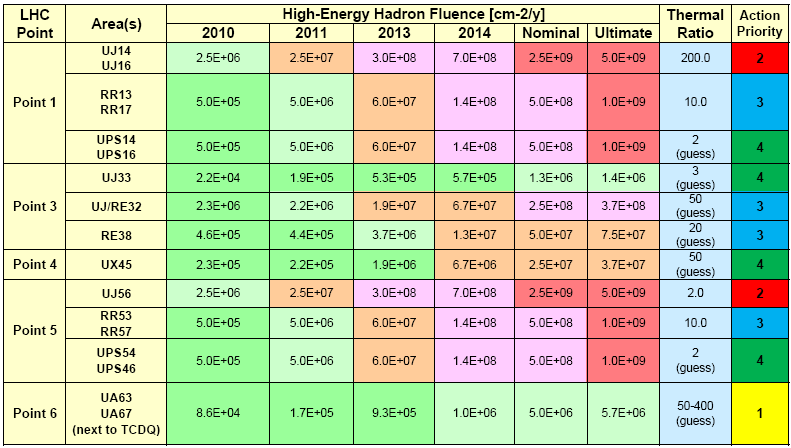 LHC Point Area(s) High-Energy Hadron Fluence [cm-2/y] Thermal Ratio Action Priority
2010 2011 2013 2014 Nominal Ultimate
Point 1
UJ14
UJ16
2.5E+06 2.5E+07 3.0E+08 7.0E+08 2.5E+09 5.0E+09 200.0 2
RR13
RR17
5.0E+05 5.0E+06 6.0E+07 1.4E+08 5.0E+08 1.0E+09 10.0 3
UPS14
UPS16
5.0E+05 5.0E+06 6.0E+07 1.4E+08 5.0E+08 1.0E+09 2 (guess) 4
Point 3
UJ33 2.2E+04 1.9E+05 5.3E+05 5.7E+05 1.3E+06 1.4E+06 3 (guess) 4
UJ/RE32 2.3E+06 2.2E+06 1.9E+07 6.7E+07 2.5E+08 3.7E+08 50 (guess) 3
RE38 4.6E+05 4.4E+05 3.7E+06 1.3E+07 5.0E+07 7.5E+07 20 (guess) 3
Point 4 UX45 2.3E+05 2.2E+05 1.9E+06 6.7E+06 2.5E+07 3.7E+07 50 (guess) 4
Point 5
UJ56 2.5E+06 2.5E+07 3.0E+08 7.0E+08 2.5E+09 5.0E+09 2.0 2
RR53
RR57
5.0E+05 5.0E+06 6.0E+07 1.4E+08 5.0E+08 1.0E+09 10.0 3
UPS54
UPS46
5.0E+05 5.0E+06 6.0E+07 1.4E+08 5.0E+08 1.0E+09 2 (guess) 4
Point 6
UA63
UA67
(next to TCDQ)
8.6E+04 1.7E+05 9.3E+05 1.0E+06 5.0E+06 5.7E+06 50-400 (guess) 1